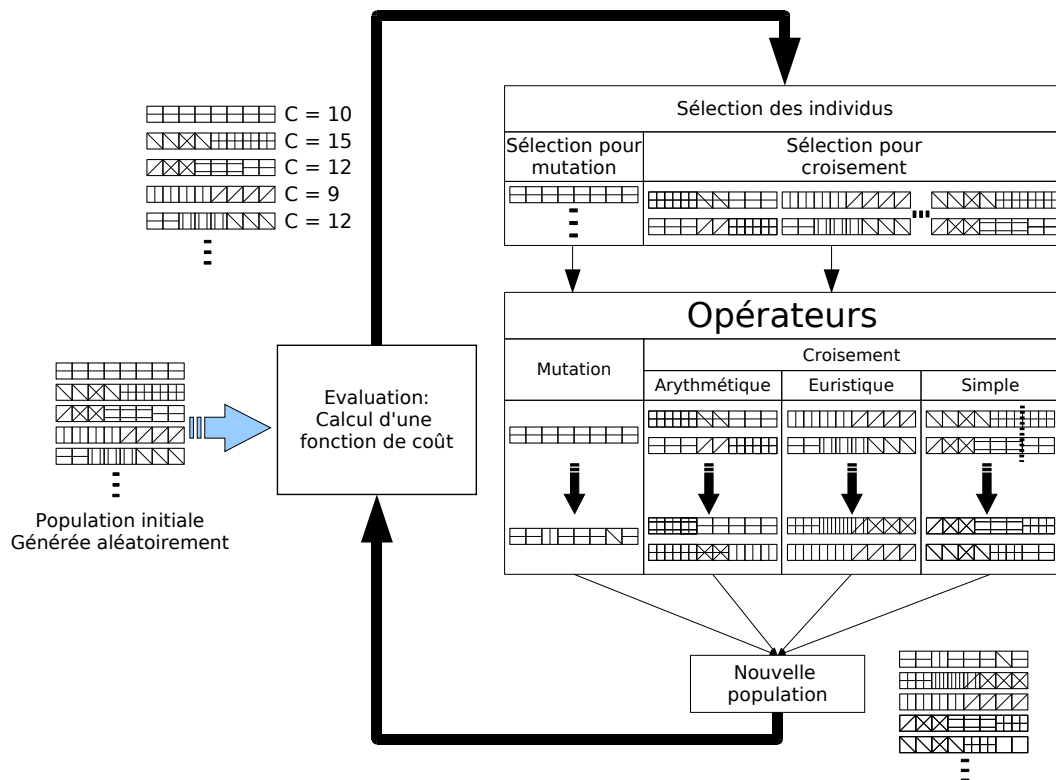 C = 10
C = 15
C = 12
C = 9
C = 12
Sélection des individus
Sélection pour
mutation
Sélection pour
croisement
Opérateurs
Mutation
Croisement
Arythmétique
Euristique
Simple
Evaluation:
Calcul d'une
fonction de coût
Population initiale
Générée aléatoirement
Nouvelle
population